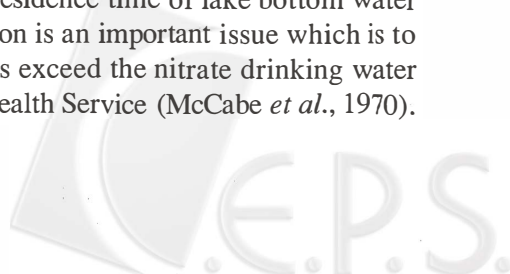 residence time of lake bottom water
on is an important issue which is to
s exceed the nitrate drinking water
ealth Service (McCabe et al., 1970).
C.E.P.S.